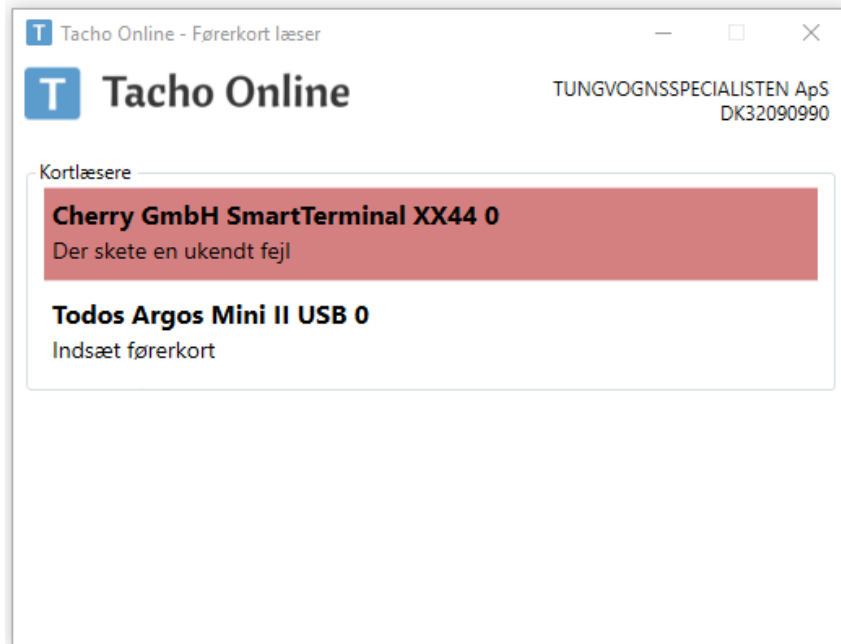 T Tacho Online - Førerkort læser
T Tacho Online
TUNGVOGNSSPECIALISTEN ApS
DK32090990
Kortlæsere
Cherry GmbH SmartTerminal XX44 0
Der skete en ukendt fejl
Todos Argos Mini II USB 0
Indsæt førerkort